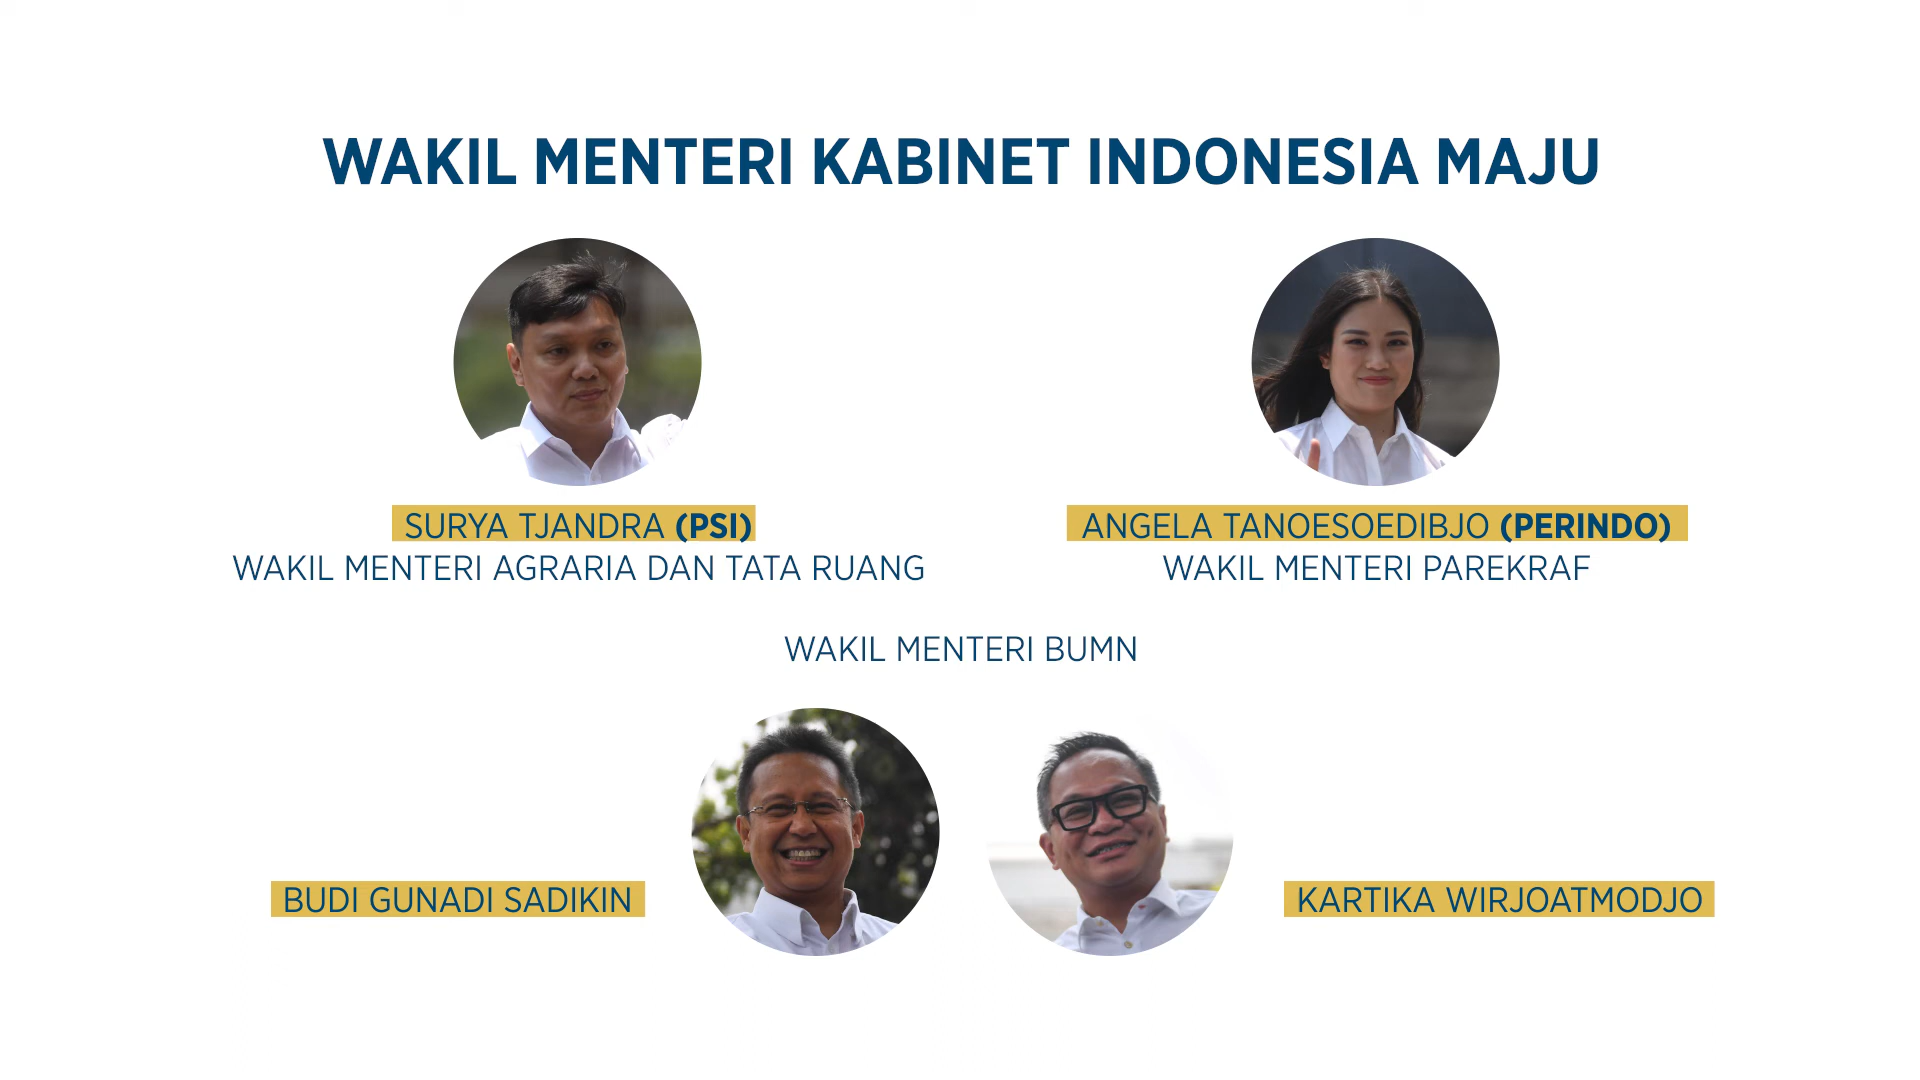 WAKIL MENTERI KABINET INDONESIA MAJU
SURYA TJANDRA (PSI)
WAKIL MENTERI AGRARIA DAN TATA RUANG
ANGELA TANOESOEDIBJO (PERINDO)
WAKIL MENTERI PAREKRAF
WAKIL MENTERI BUMN
BUDI GUNADI SADIKIN
KARTIKA WIRJOATMODJO